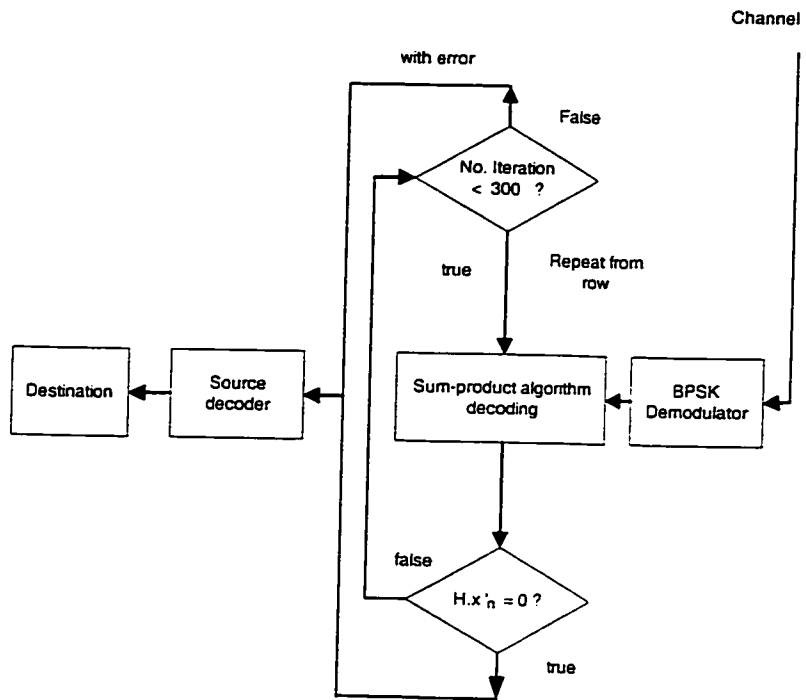 Channel
with error
False
No. Iteration
< 300 ?
true
Repeat from
row
Destination
Source
decoder
Sum-product algorithm
decoding
BPSK
Demodulator
false
H.x'n = 0 ?
true